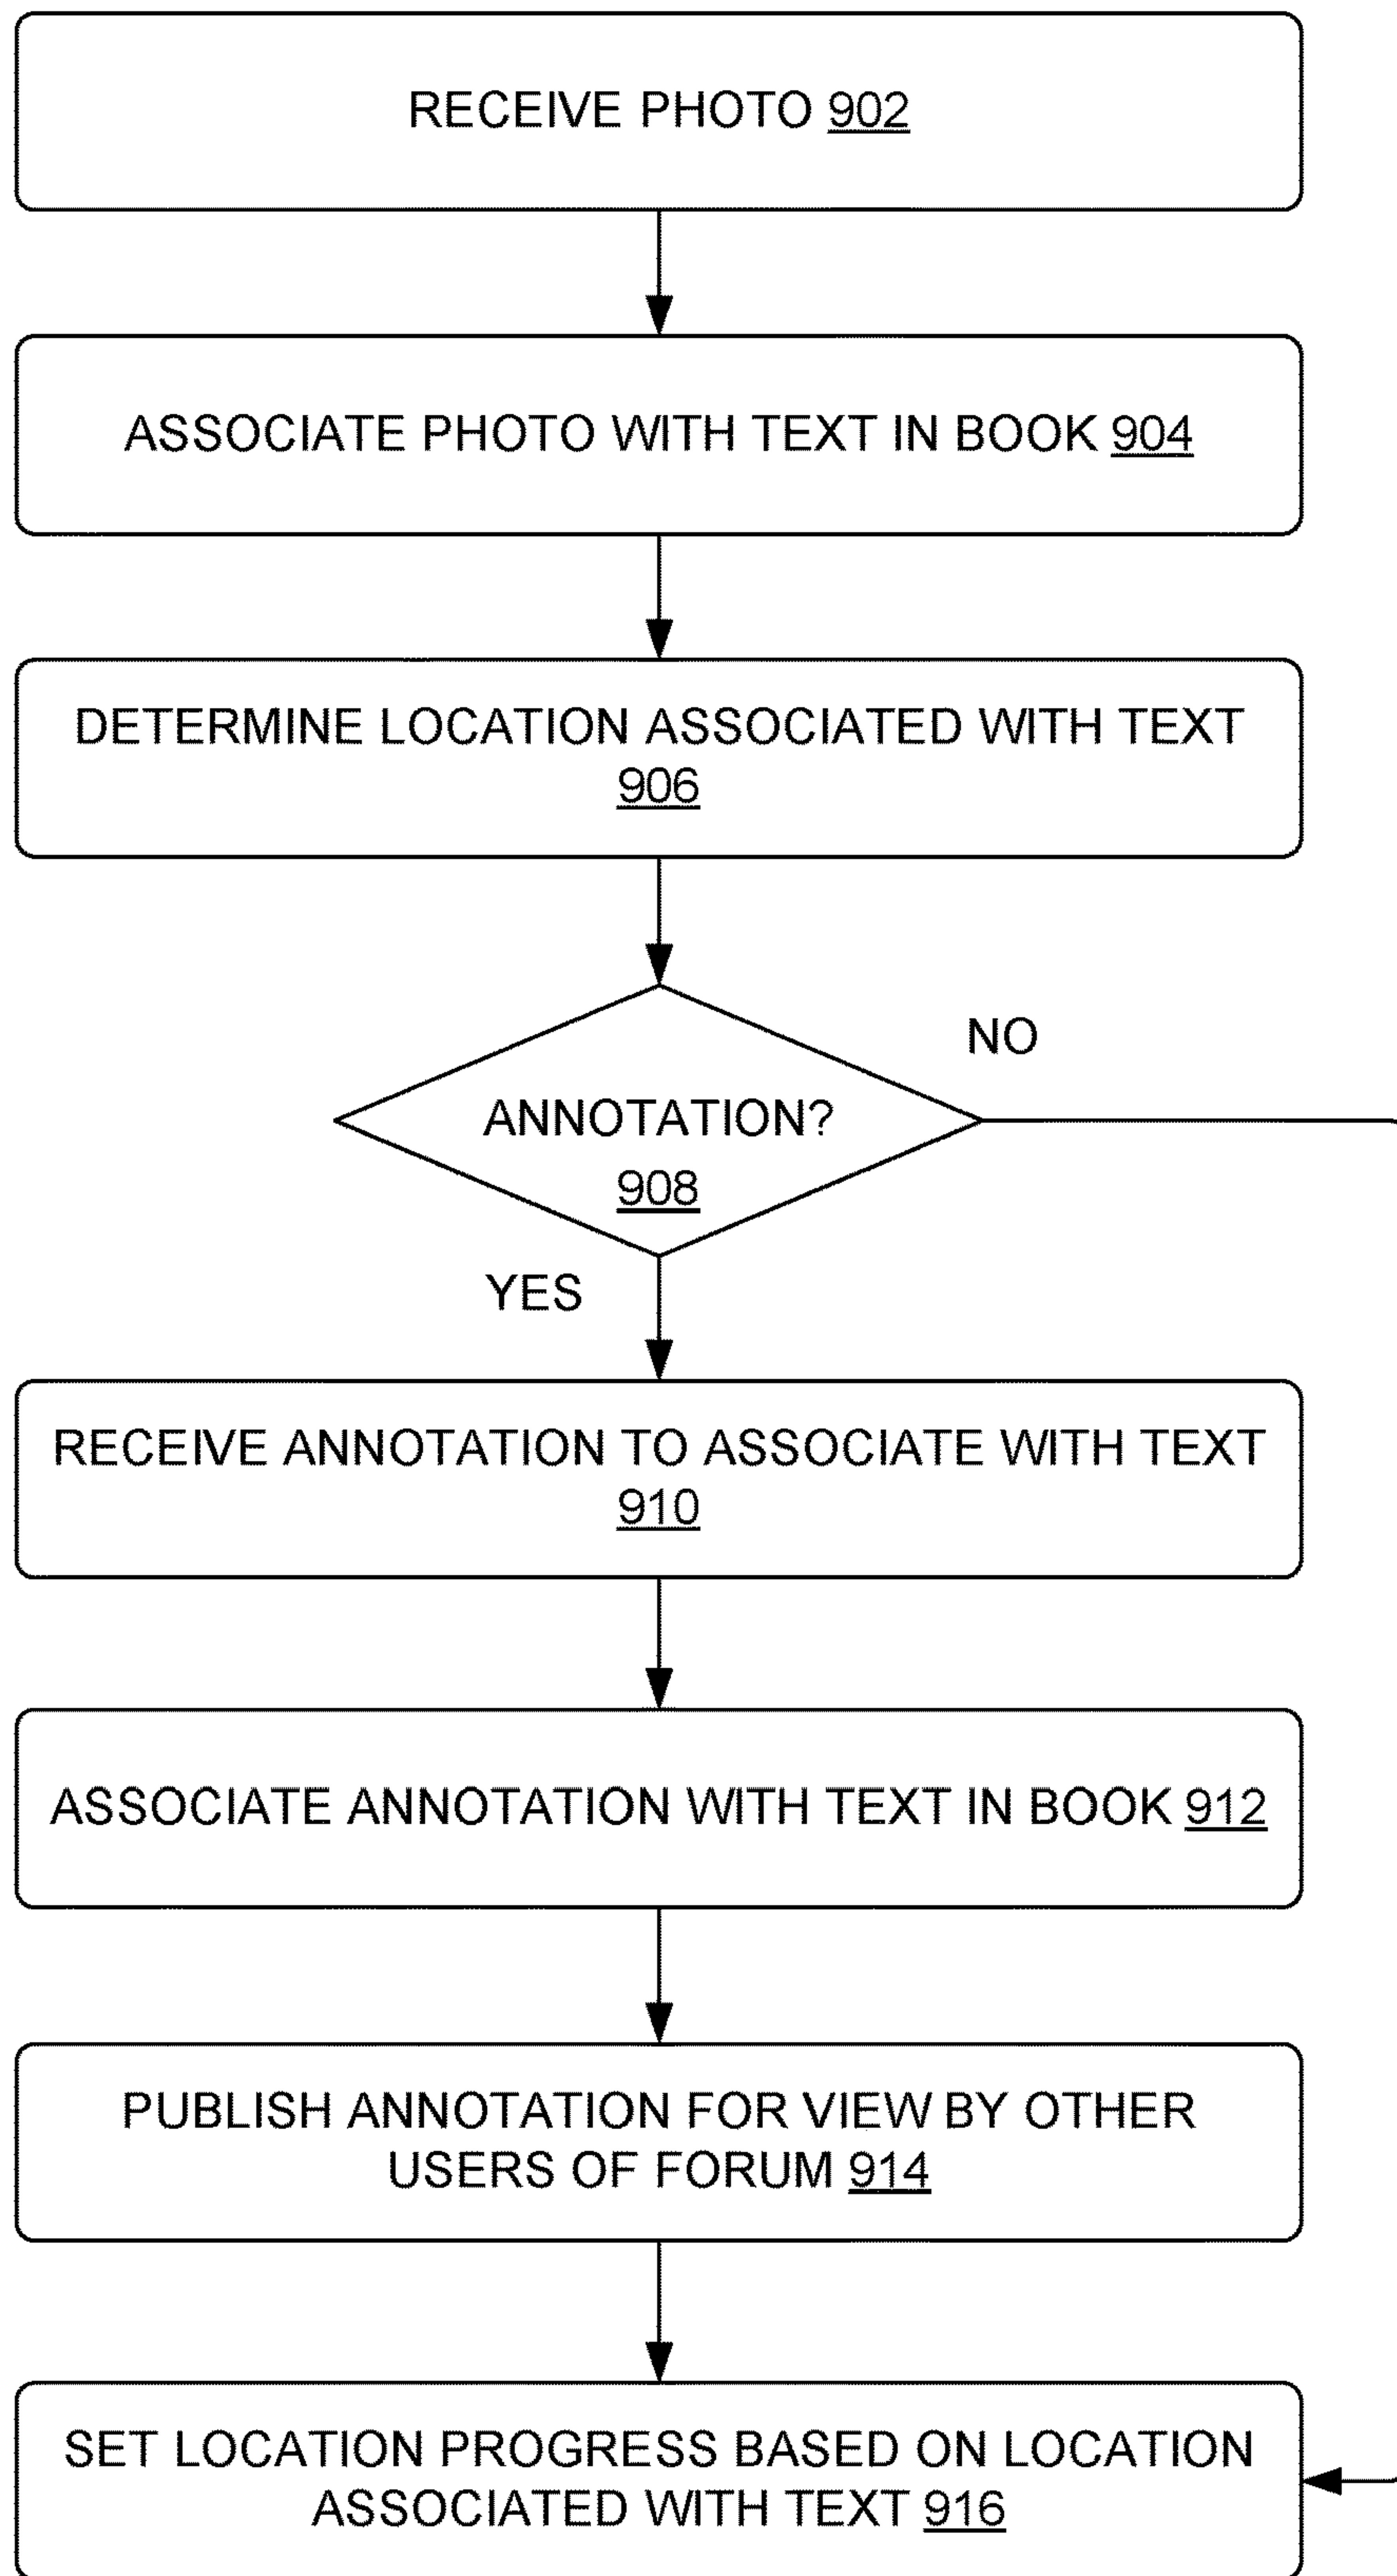 RECEIVE PHOTO 902
ASSOCIATE PHOTO WITH TEXT IN BOOK 904
DETERMINE LOCATION ASSOCIATED WITH TEXT
906
NO
ANNOTATION?
908
YES
RECEIVE ANNOTATION TO ASSOCIATE WITH TEXT
910
ASSOCIATE ANNOTATION WITH TEXT IN BOOK 912
PUBLISH ANNOTATION FOR VIEW BY OTHER
USERS OF FORUM 914
SET LOCATION PROGRESS BASED ON LOCATION
ASSOCIATED WITH TEXT 916